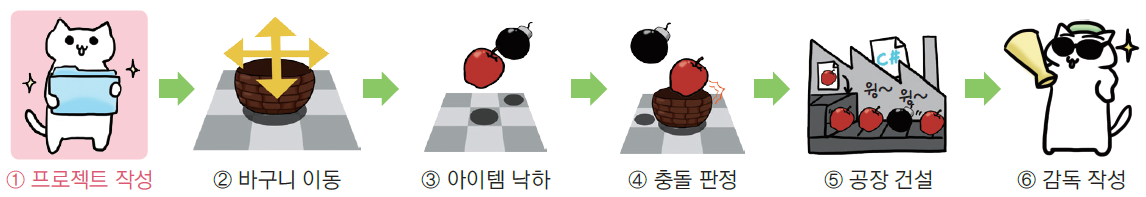 C#
윙~ 윙~
① 프로젝트 작성
② 바구니 이동
③ 아이템 낙하
④ 충돌 판정
⑤ 공장 건설
⑥ 감독 작성